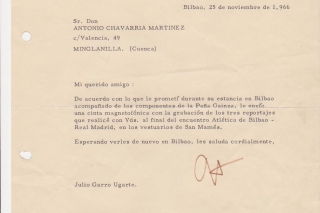 Bilbao, 25 de noviembre de 1,966
Sr. Don
ANTONIO CHAVARRIA MARTINEZ
c/Valencia, 49
MINGLANILLA. (Cuenca)
Mi querido amigo :
De acuerdo con lo que le prometí durante su estancia en Bilbao
acompañado de los componentes de la Peña Gainza, le envío
una cinta magnetofónica con la grabación de los tres reportajes
que realicé con Vds. al final del encuentro Atlético de Bilbao -
Real Madrid, en los vestuarios de San Mamés.
Esperando verles de nuevo en Bilbao, les saluda cordialmente,
Julio Garro Ugarte.